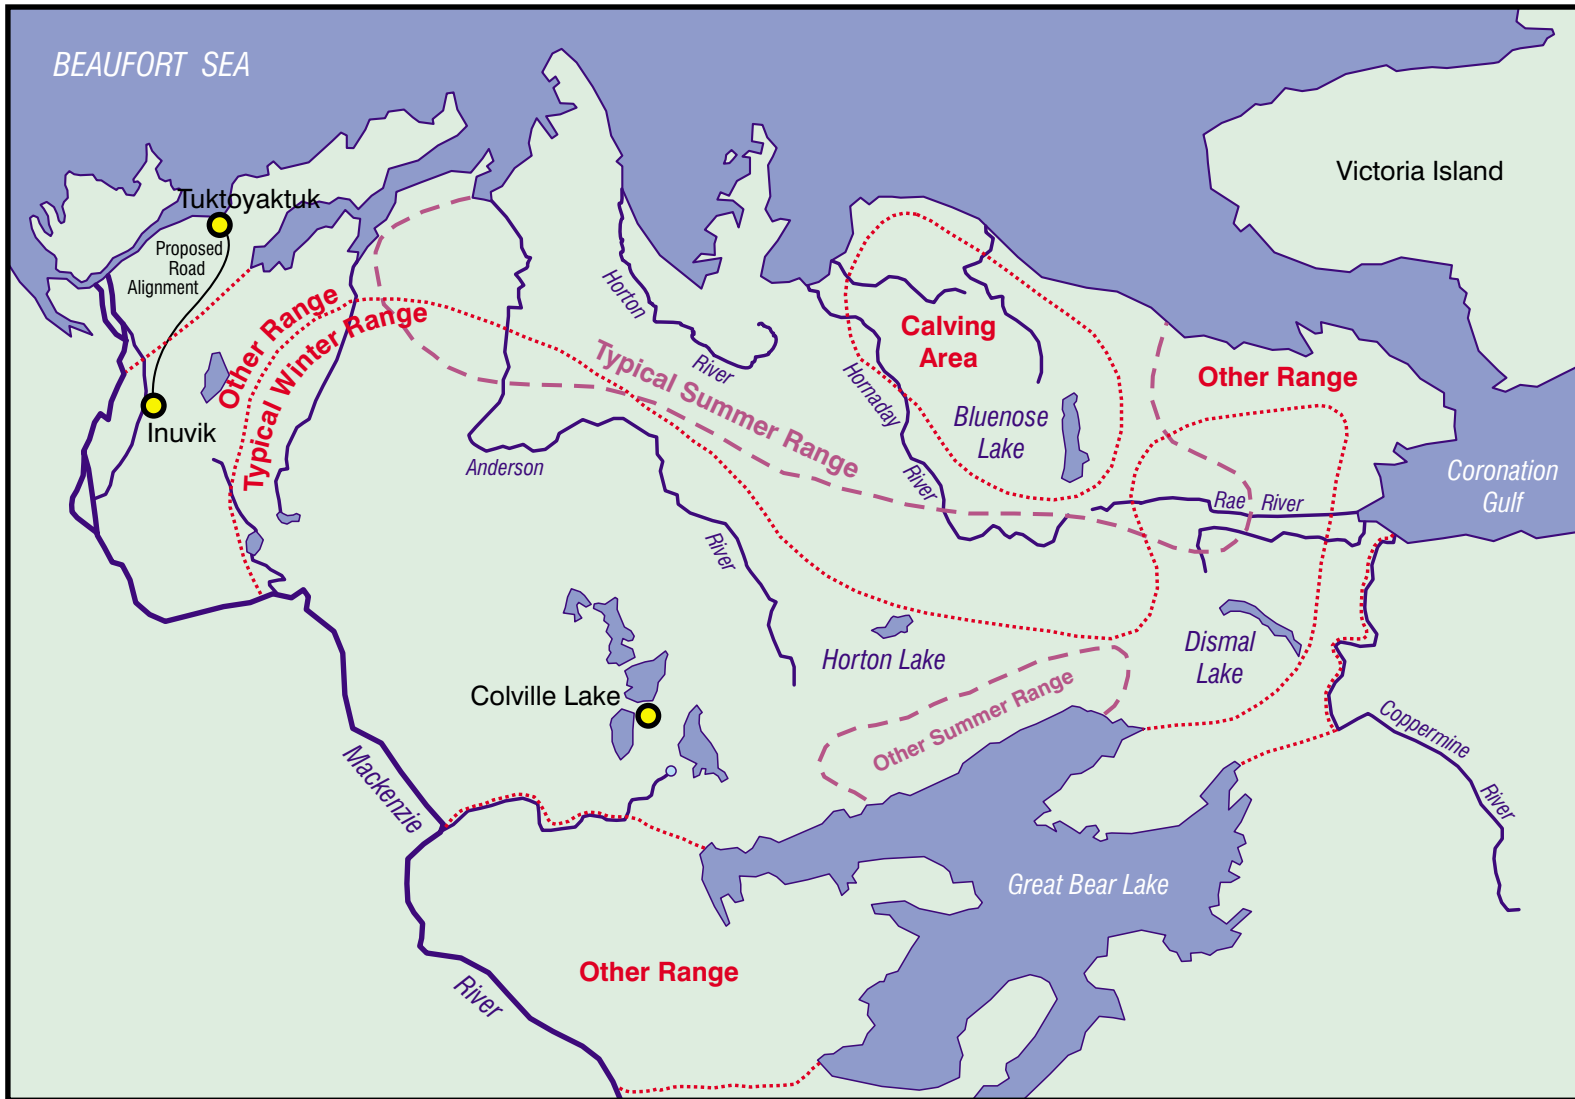 BEAUFORT SEA
Victoria Island
Tuktoyaktuk
Proposed
Road
Alignment
Inuvik
Other Range
Typical Winter Range
Horton
River
Typical Summer Range
Calving
Area
Hornaday
River
Bluenose
Lake
Other Range
Anderson
River
Rae River
Coronation
Gulf
Colville Lake
Horton Lake
Dismal
Lake
Other Summer Range
Coppermine
River
Mackenzie
River
Great Bear Lake
Other Range